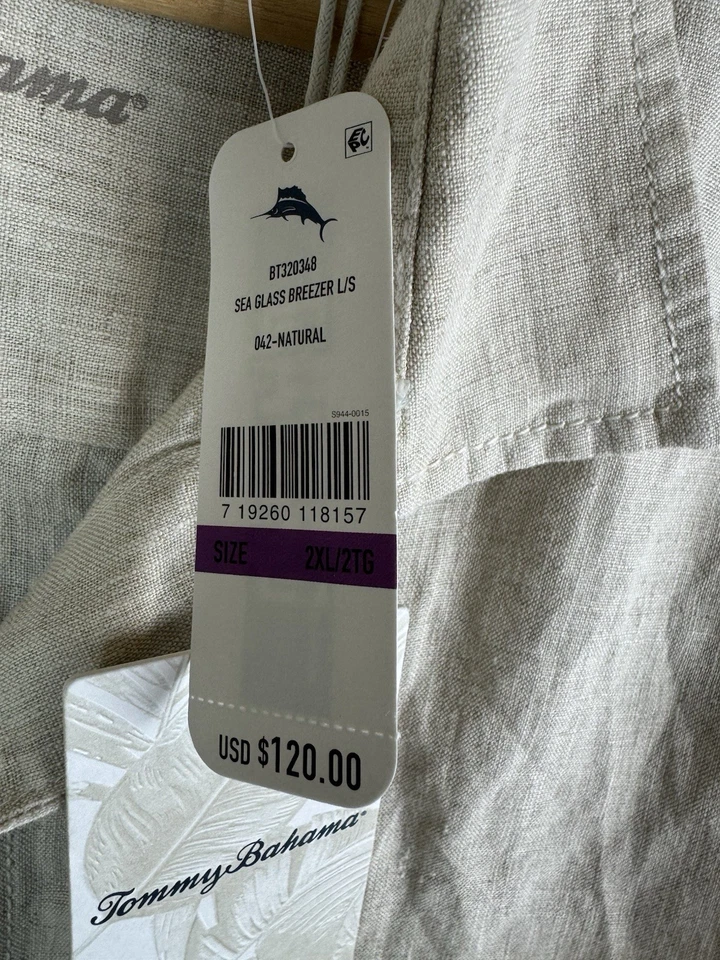 ama®
EPC
BT320348
SEA GLASS BREEZER L/S
042-NATURAL
S944-0015
7 19260 118157
SIZE 2XL/2TG
USD $120.00
Tommy Bahama®